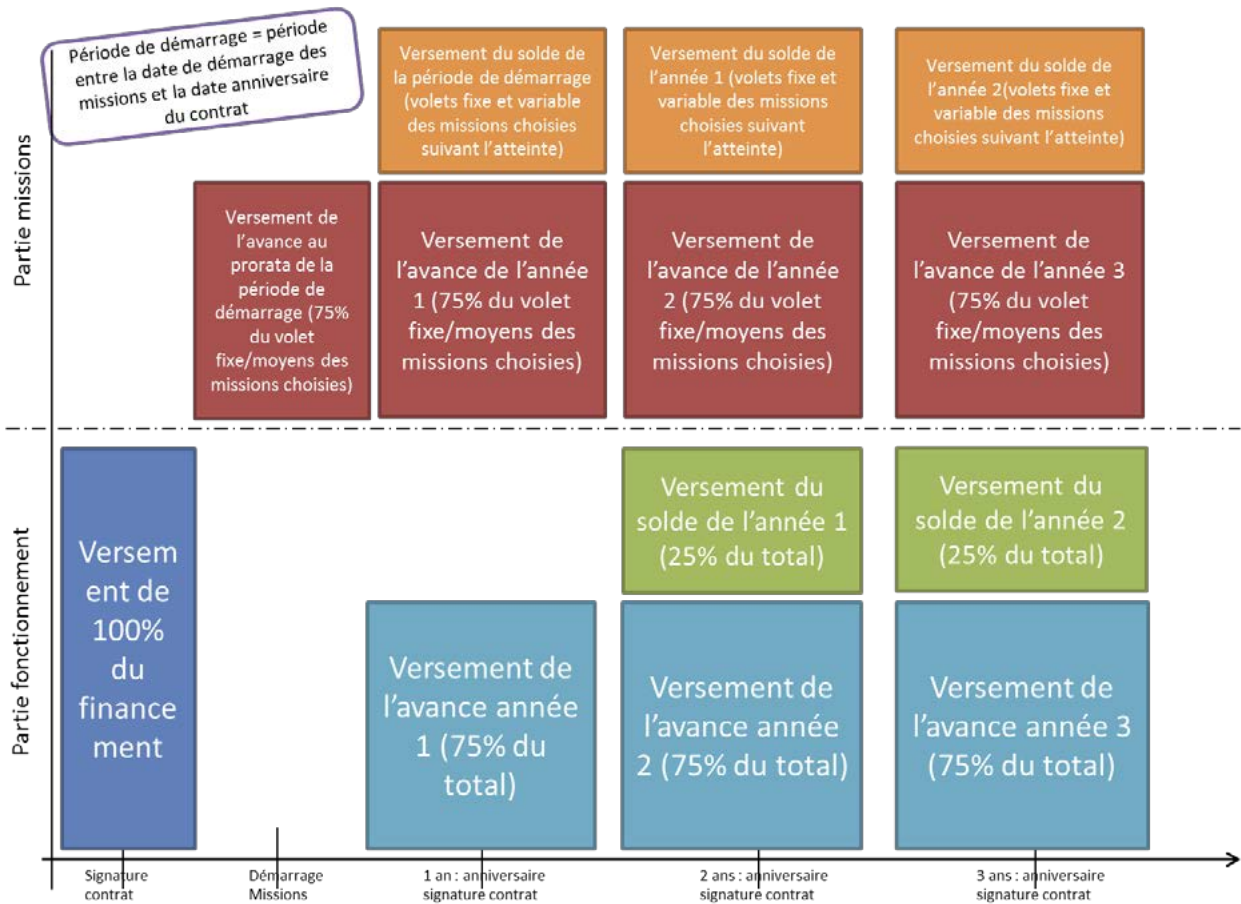 Période de démarrage = période
entre la date de démarrage des
missions et la date anniversaire
du contrat
Versement du solde de
la période de démarrage
(volets fixe et variable
des missions choisies
suivant l'atteinte)
Versement du solde de
l'année 1 (volets fixe et
variable des missions
choisies suivant
l'atteinte)
Versement du solde de
l'année 2(volets fixe et
variable des missions
choisies suivant l'atteinte)
Partie missions
Versement de
l'avance au
prorata de la
période de
démarrage (75%
du volet
fixe/moyens des
missions choisies)
Versement de
l'avance de l'année
1 (75% du volet
fixe/moyens des
missions choisies)
Versement de
l'avance de l'année
2 (75% du volet
fixe/moyens des
missions choisies)
Versement de
l'avance de l'année 3
(75% du volet
fixe/moyens des
missions choisies)
Partie fonctionnement
Versem
ent de
100%
du
finance
ment
Versement du
solde de l'année 1
(25% du total)
Versement du
solde de l'année 2
(25% du total)
Versement de
l'avance année
1 (75% du
total)
Versement de
l'avance année
2 (75% du total)
Versement de
l'avance année 3
(75% du total)
Signature
contrat
Démarrage
Missions
1 an : anniversaire
signature contrat
2 ans : anniversaire
signature contrat
3 ans : anniversaire
signature contrat